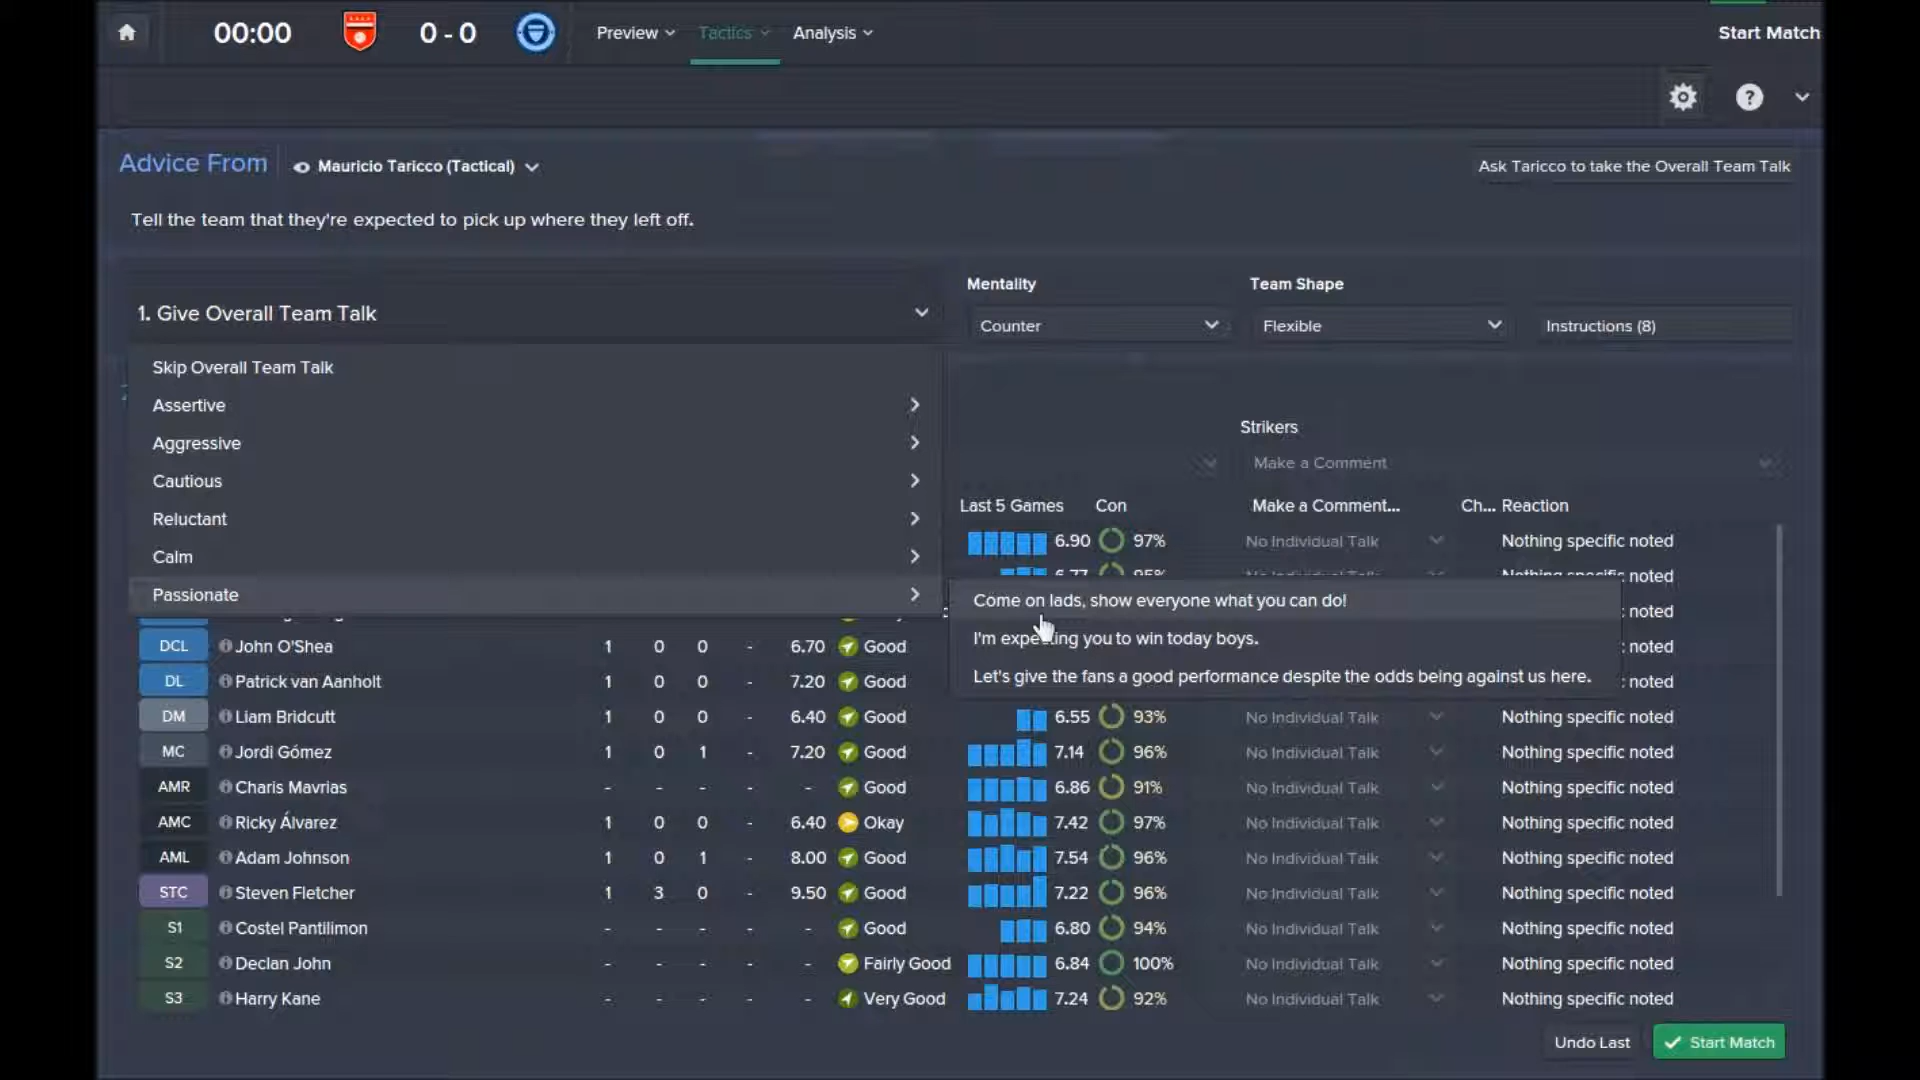 00:00 0 - 0 Preview Tactics Analysis Start Match
?
Advice From Mauricio Taricco (Tactical) Ask Taricco to take the Overall Team Talk
Tell the team that they're expected to pick up where they left off.
Mentality Team Shape
1. Give Overall Team Talk Counter Flexible Instructions (8)
Skip Overall Team Talk
Assertive
Aggressive
Cautious
Reluctant
Calm
Passionate
Strikers
Make a Comment
Last 5 Games Con Make a Comment... Ch... Reaction
6.90 97% No Individual Talk Nothing specific noted
6.77 95% No Individual Talk Nothing specific noted
Come on lads, show everyone what you can do! noted
I'm expecting you to win today boys.
Let's give the fans a good performance despite the odds being against us here.
DCL John O'Shea 1 0 0 - 6.70 Good noted
DL Patrick van Aanholt 1 0 0 - 7.20 Good noted
DM Liam Bridcutt 1 0 0 - 6.40 Good 6.55 93% No Individual Talk Nothing specific noted
MC Jordi Gómez 1 0 1 - 7.20 Good 7.14 96% No Individual Talk Nothing specific noted
AMR Charis Mavrias - - - - - Good 6.86 91% No Individual Talk Nothing specific noted
AMC Ricky Álvarez 1 0 0 - 6.40 Okay 7.42 97% No Individual Talk Nothing specific noted
AML Adam Johnson 1 0 1 - 8.00 Good 7.54 96% No Individual Talk Nothing specific noted
STC Steven Fletcher 1 3 0 - 9.50 Good 7.22 96% No Individual Talk Nothing specific noted
S1 Costel Pantilimon - - - - - Good 6.80 94% No Individual Talk Nothing specific noted
S2 Declan John - - - - - Fairly Good 6.84 100% No Individual Talk Nothing specific noted
S3 Harry Kane - - - - - Very Good 7.24 92% No Individual Talk Nothing specific noted
Undo Last Start Match